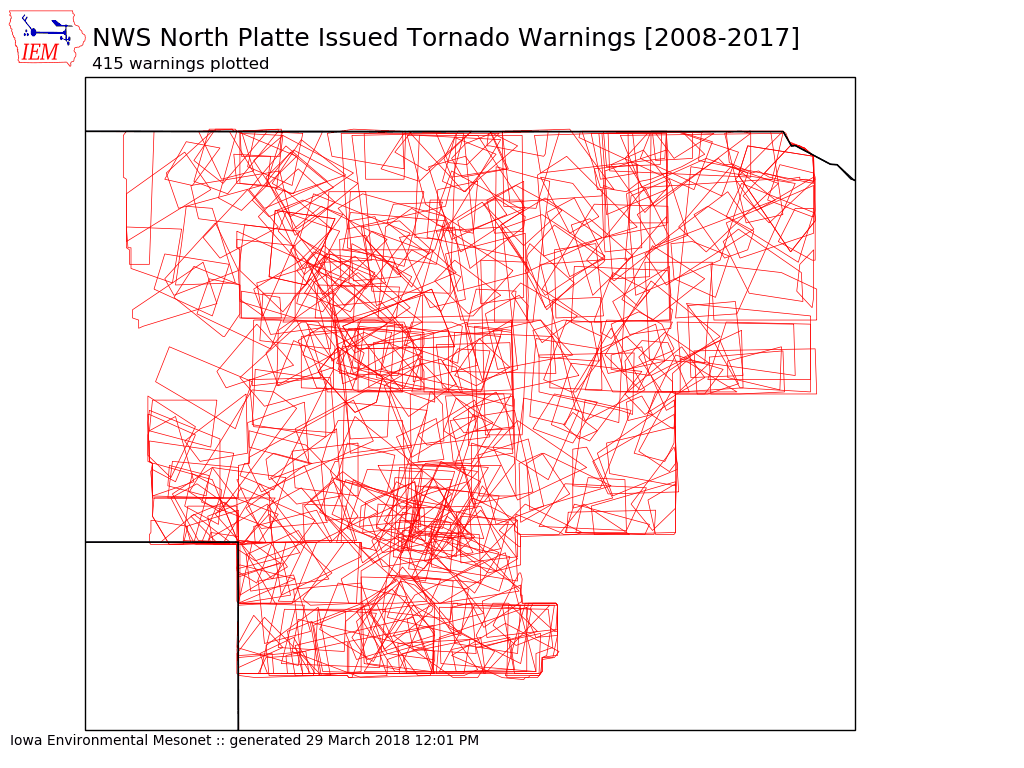 NWS North Platte Issued Tornado Warnings [2008-2017]
415 warnings plotted
IEM
Iowa Environmental Mesonet :: generated 29 March 2018 12:01 PM